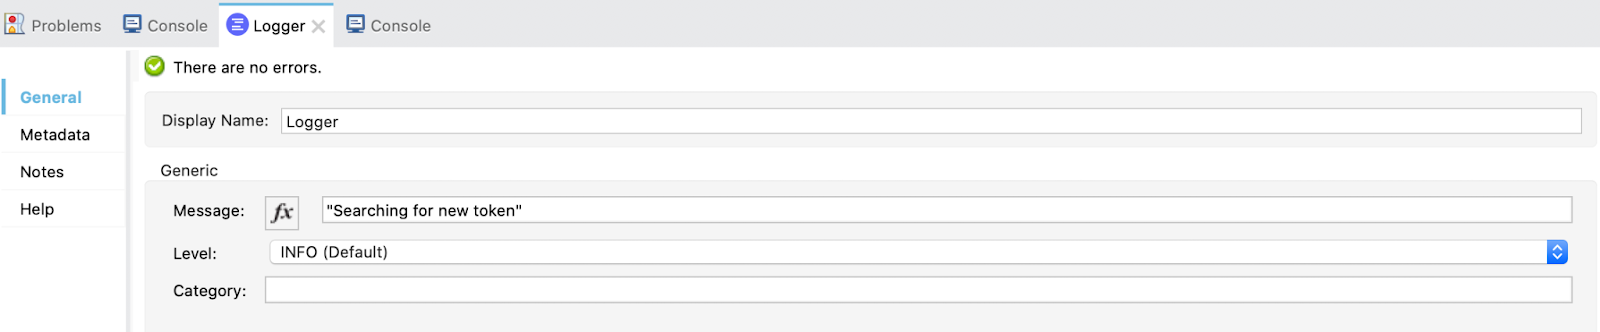 Problems Console Logger Console
There are no errors.
General
Display Name: Logger
Metadata
Notes
Generic
Help
Message: fx "Searching for new token"
Level: INFO (Default)
Category: